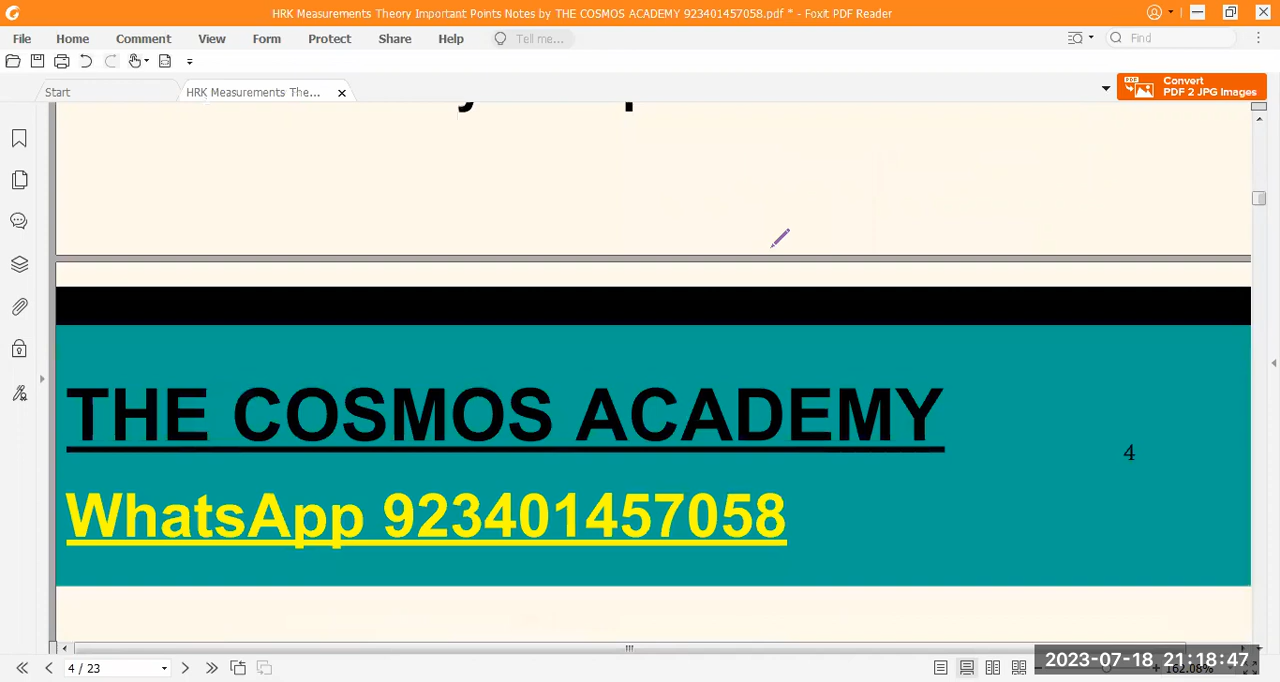 HRK Measurements Theory Important Points Notes by THE COSMOS ACADEMY 923401457058.pdf * - Foxit PDF Reader
File Home Comment View Form Protect Share Help Tell me... Find
Start HRK Measurements The... Convert
PDF 2 JPG Images
THE COSMOS ACADEMY
4
WhatsApp 923401457058
4 / 23
2023-07-18 21:18:47
162.08%